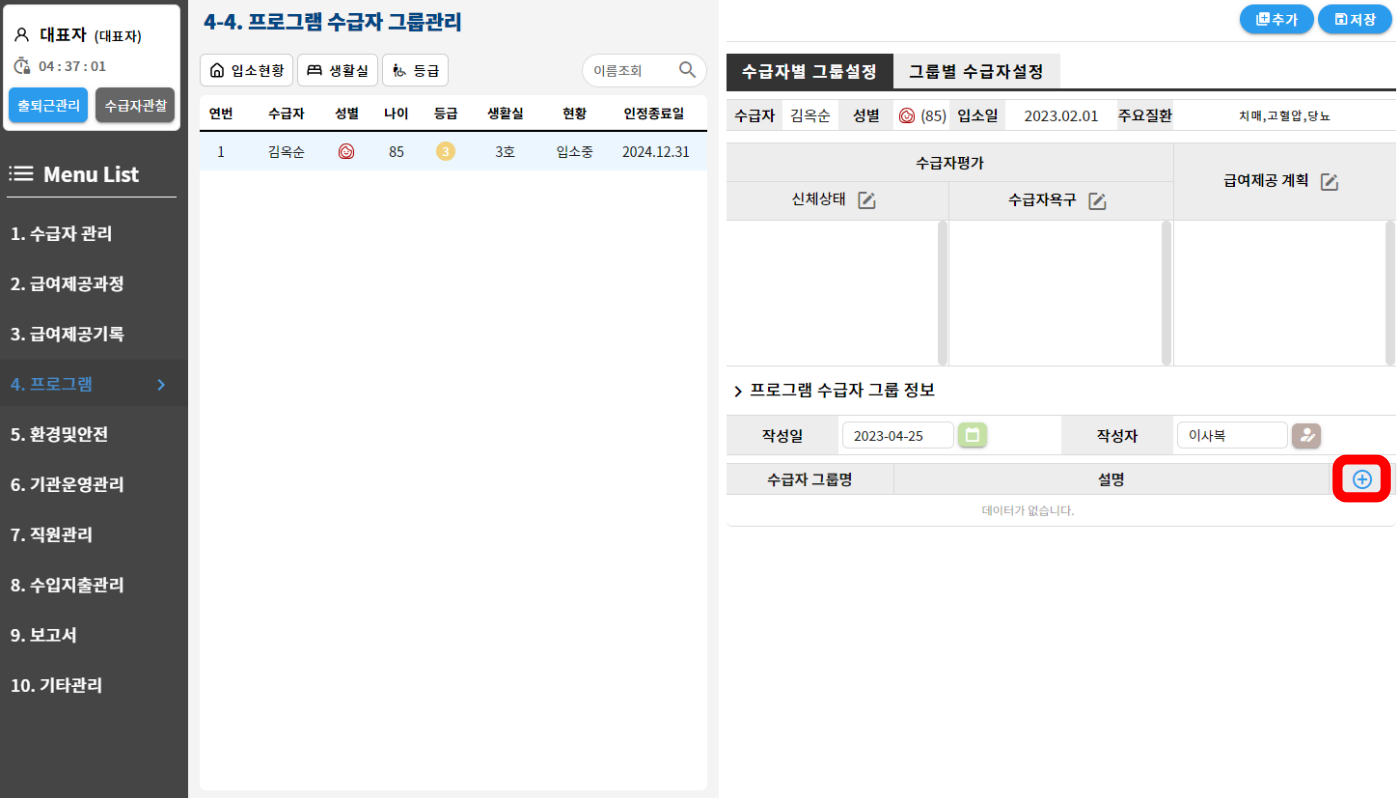 대표자 (대표자)
04 : 37 : 01
출퇴근관리 수급자관찰
Menu List
1. 수급자 관리
2. 급여제공과정
3. 급여제공기록
4. 프로그램
5. 환경및안전
6. 기관운영관리
7. 직원관리
8. 수입지출관리
9. 보고서
10. 기타관리
4-4. 프로그램 수급자 그룹관리
입소현황 생활실 등급 이름조회
연번 수급자 성별 나이 등급 생활실 현황 인정종료일
1 김옥순 85 3 3호 입소중 2024.12.31
추가 저장
수급자별 그룹설정 그룹별 수급자설정
수급자 김옥순 성별 (85) 입소일 2023.02.01 주요질환 치매,고혈압,당뇨
수급자평가
급여제공 계획
신체상태 수급자욕구
프로그램 수급자 그룹 정보
작성일 2023-04-25 작성자 이사복
수급자 그룹명 설명
데이터가 없습니다.